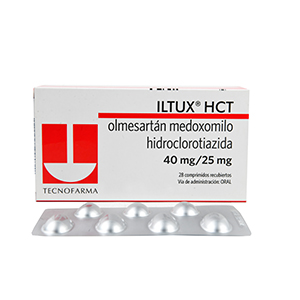 ILTUX® HCT
olmesartán medoxomilo
hidroclorotiazida
40 mg/25 mg
28 comprimidos recubiertos
Vía de administración: ORAL
TECNOFARMA